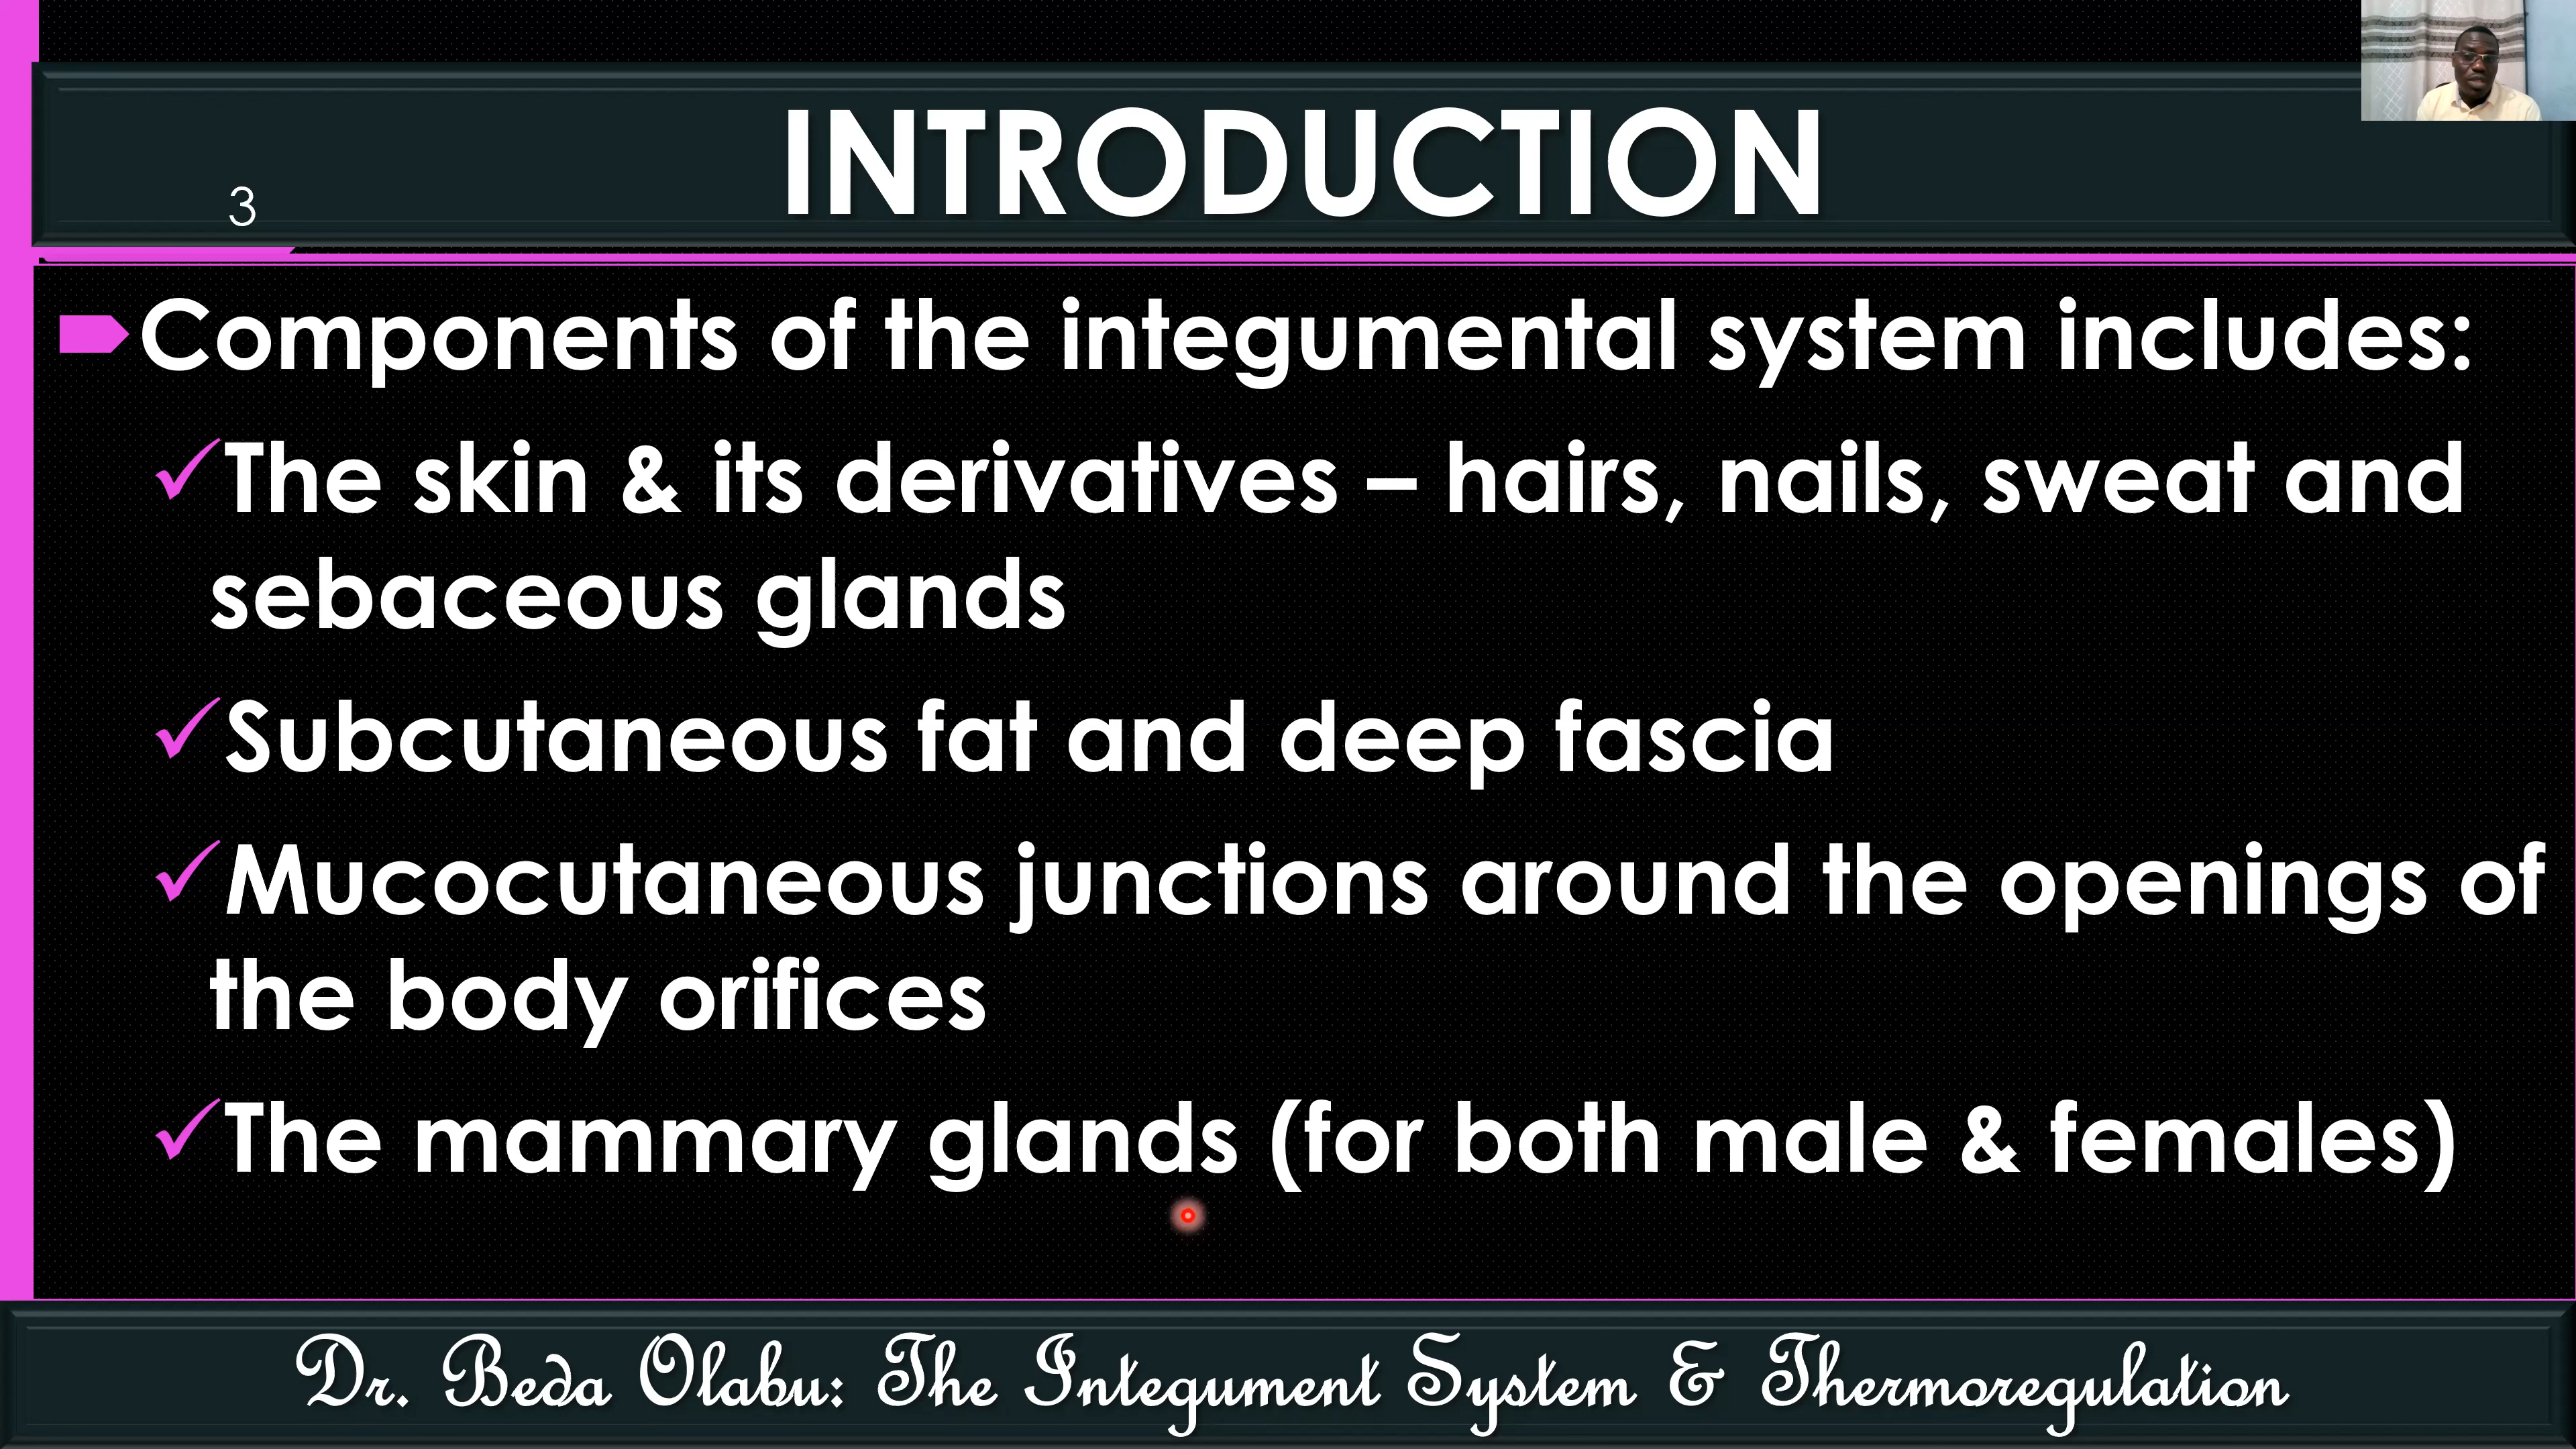 INTRODUCTION
3
Components of the integumental system includes:
The skin & its derivatives – hairs, nails, sweat and
sebaceous glands
Subcutaneous fat and deep fascia
Mucocutaneous junctions around the openings of
the body orifices
The mammary glands (for both male & females)
Dr. Beda Olabu: The Integument System & Thermoregulation